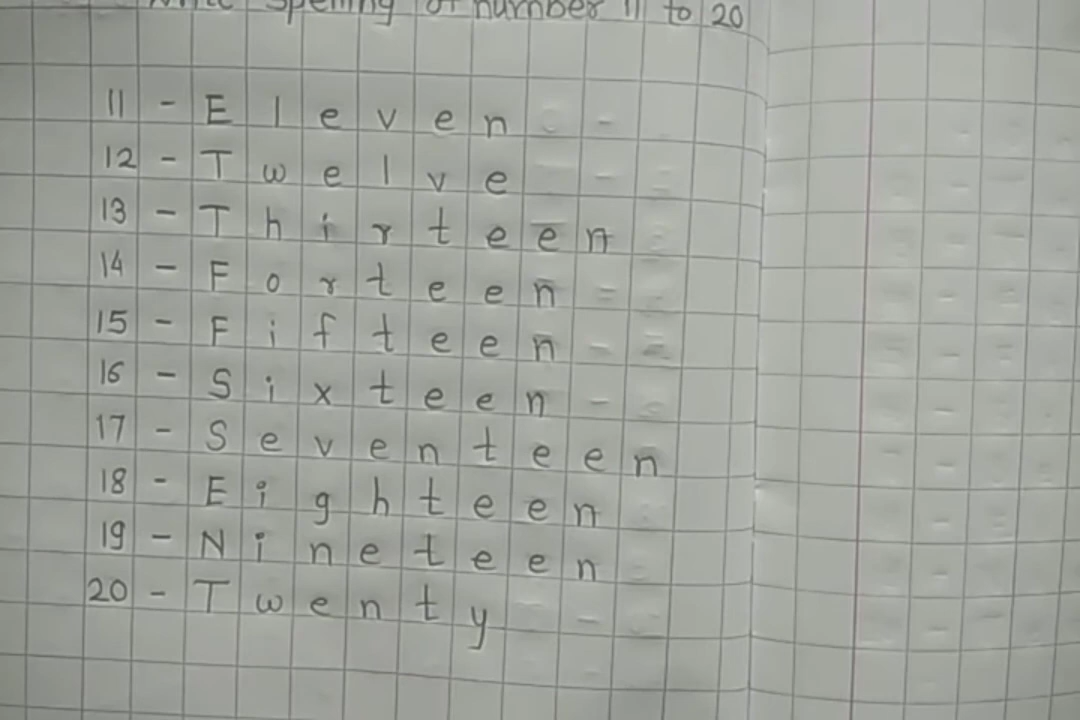 spelling of number 11 to 20
11 - Eleven
12 - Twelve
13 - Thirteen
14 - Forteen
15 - Fifteen
16 - Sixteen
17 - Seventeen
18 - Eighteen
19 - Nineteen
20 - Twenty